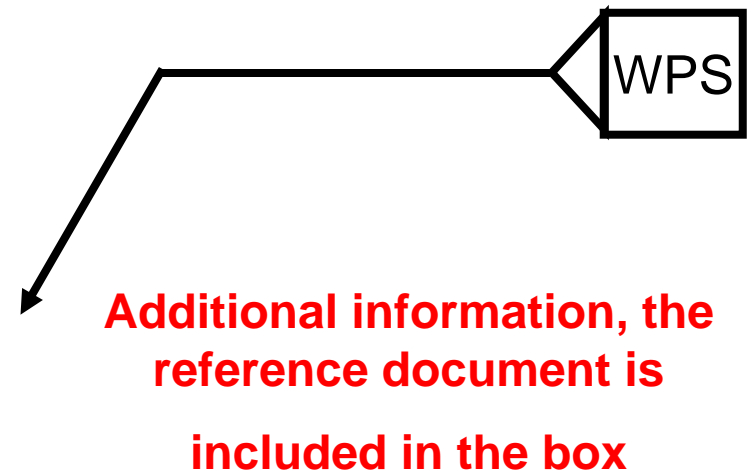 WPS
Additional information, the
reference document is
included in the box